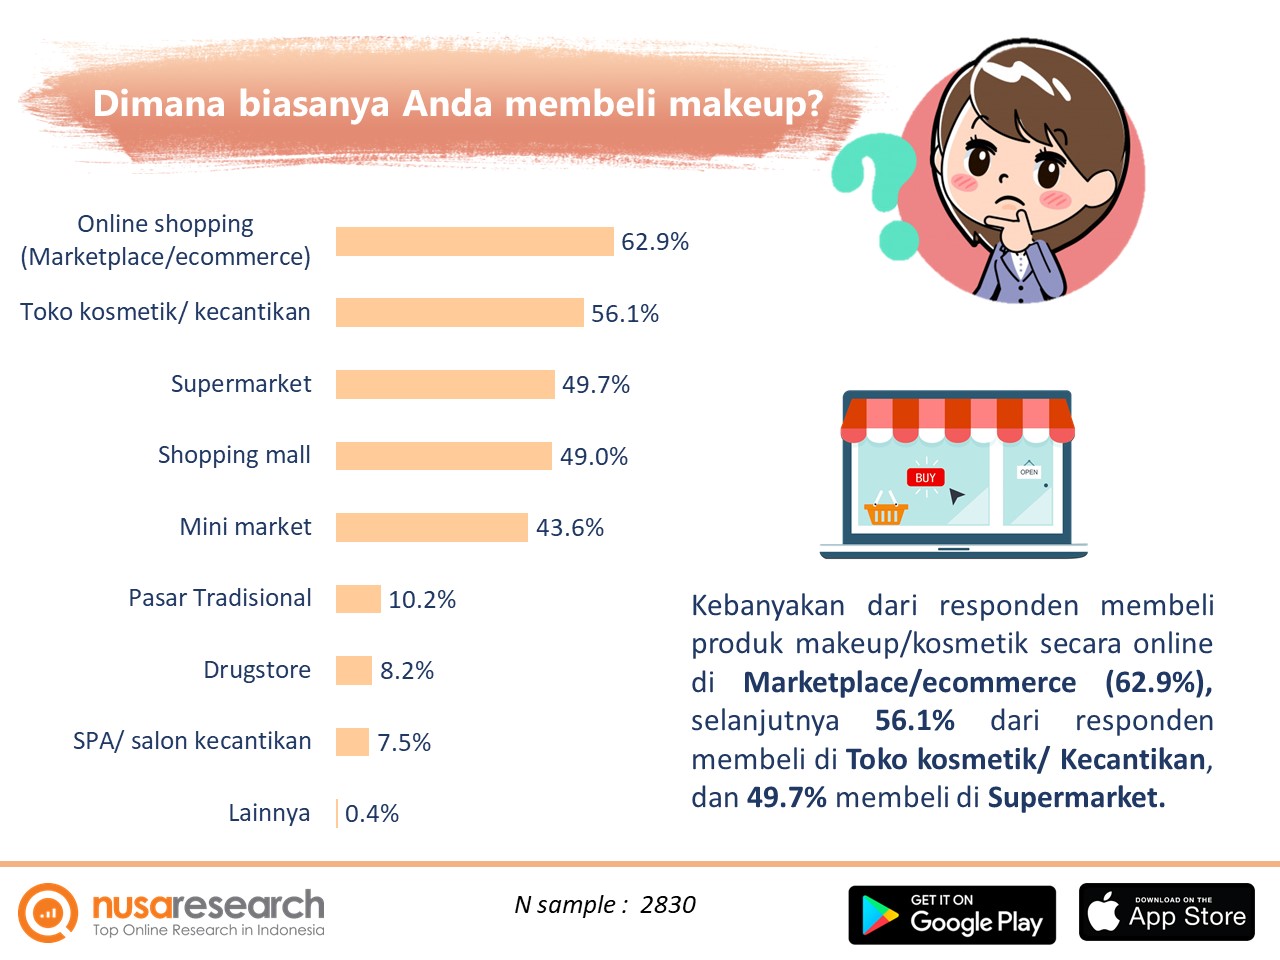 Dimana biasanya Anda membeli makeup?
Online shopping
(Marketplace/ecommerce)
62.9%
Toko kosmetik/ kecantikan
56.1%
Supermarket
49.7%
Shopping mall
49.0%
Mini market
43.6%
Pasar Tradisional
10.2%
Drugstore
8.2%
SPA/ salon kecantikan
7.5%
Lainnya
0.4%
BUY
OPEN
Kebanyakan dari responden membeli
produk makeup/kosmetik secara online
di Marketplace/ecommerce (62.9%),
selanjutnya 56.1% dari responden
membeli di Toko kosmetik/ Kecantikan,
dan 49.7% membeli di Supermarket.
nusaresearch
Top Online Research in Indonesia
N sample : 2830
GET IT ON
Google Play
DOWNLOAD ON THE
App Store